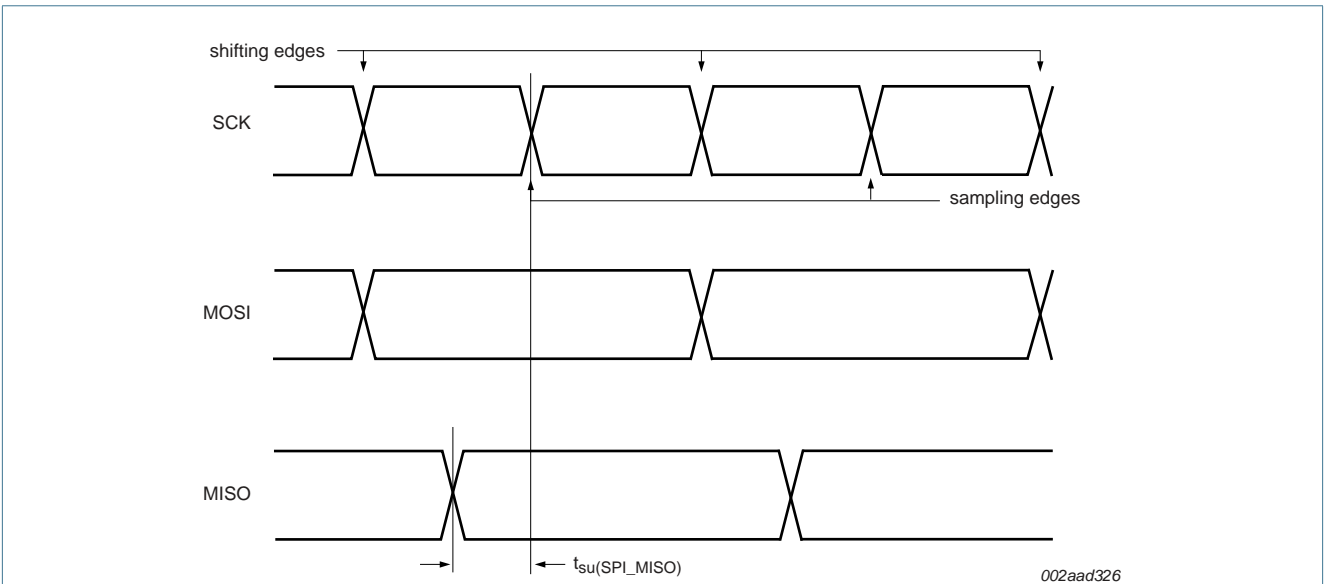 shifting edges
SCK
sampling edges
MOSI
MISO
tsu(SPI_MISO)
002aad326